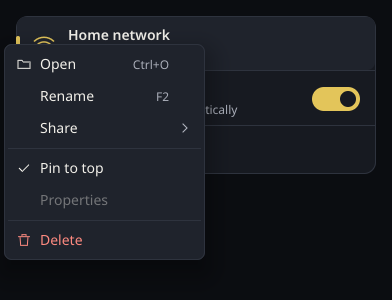 Home network
Open Ctrl+O
Rename F2
tically
Share
Pin to top
Properties
Delete